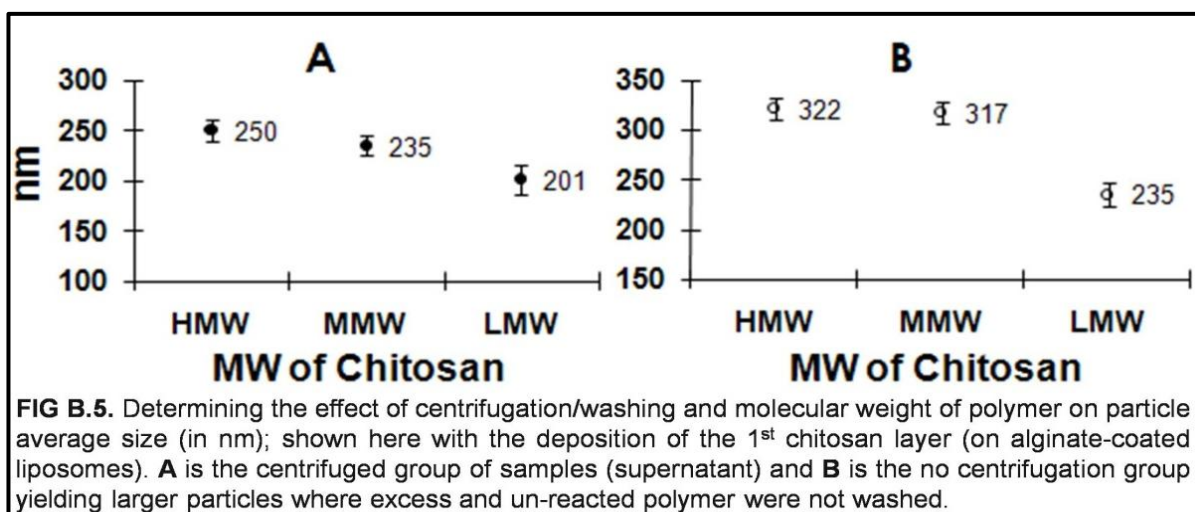 A
300
250
200
150
100
nm
250
235
201
HMW MMW LMW
MW of Chitosan
B
350
300
250
200
150
322
317
235
HMW MMW LMW
MW of Chitosan
FIG B.5. Determining the effect of centrifugation/washing and molecular weight of polymer on particle
average size (in nm); shown here with the deposition of the 1st chitosan layer (on alginate-coated
liposomes). A is the centrifuged group of samples (supernatant) and B is the no centrifugation group
yielding larger particles where excess and un-reacted polymer were not washed.